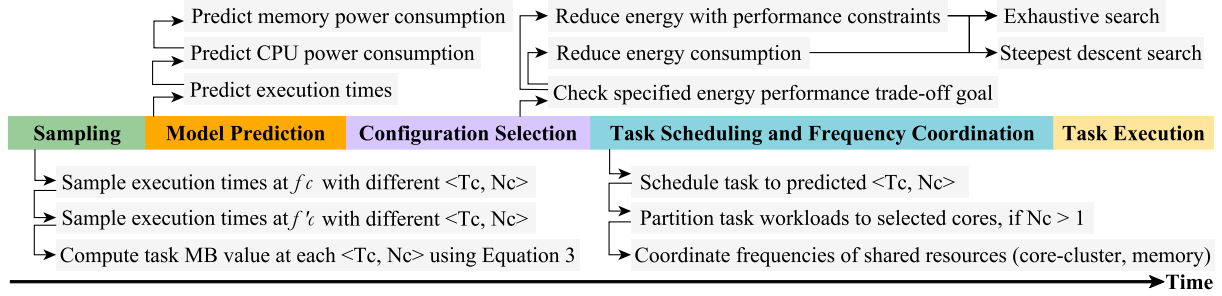 Predict memory power consumption
Predict CPU power consumption
Predict execution times
Reduce energy with performance constraints
Exhaustive search
Reduce energy consumption
Steepest descent search
Check specified energy performance trade-off goal
Sampling
Model Prediction
Configuration Selection
Task Scheduling and Frequency Coordination
Task Execution
Sample execution times at fc with different <Tc, Nc>
Sample execution times at f'c with different <Tc, Nc>
Compute task MB value at each <Tc, Nc> using Equation 3
Schedule task to predicted <Tc, Nc>
Partition task workloads to selected cores, if Nc > 1
Coordinate frequencies of shared resources (core-cluster, memory)
Time